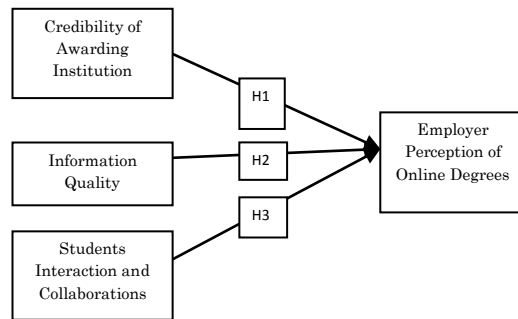 Credibility of
Awarding
Institution
H1
Employer
Perception of
Online Degrees
Information
Quality
H2
H3
Students
Interaction and
Collaborations